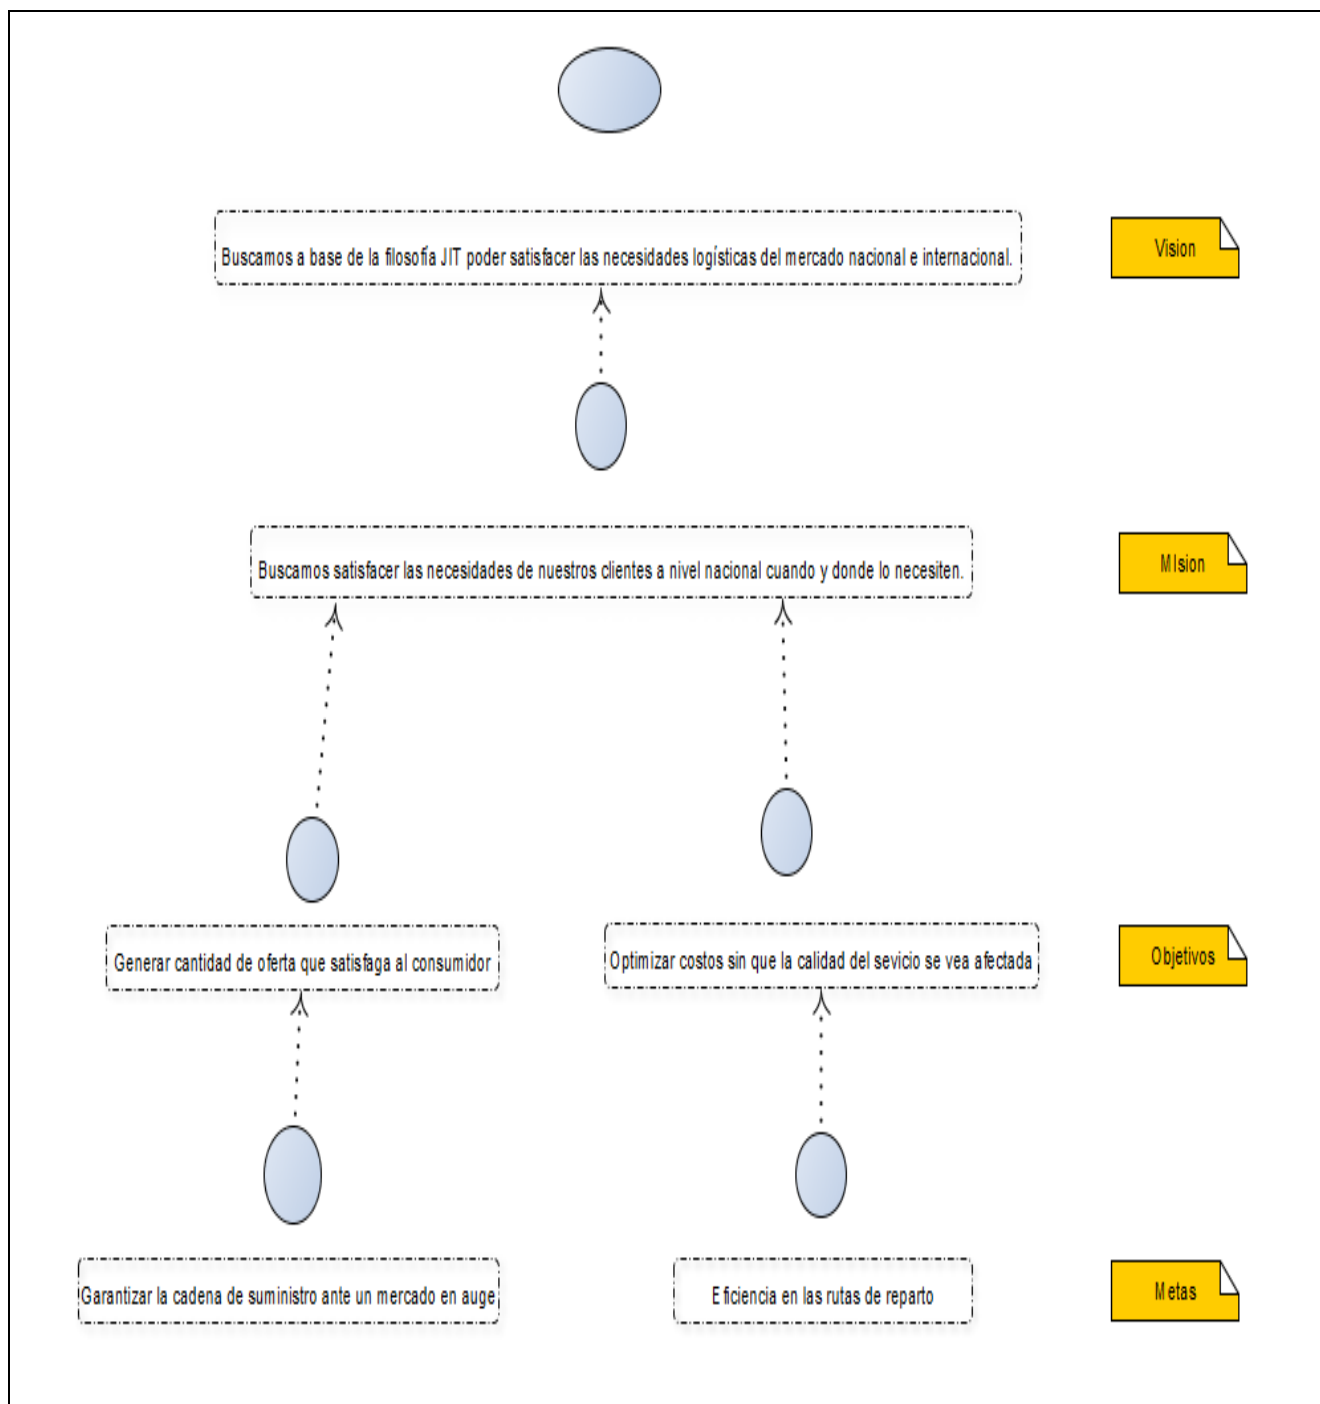 Buscamos a base de la filosofía JIT poder satisfacer las necesidades logísticas del mercado nacional e internacional.
Vision
Buscamos satisfacer las necesidades de nuestros clientes a nivel nacional cuando y donde lo necesiten.
MIsion
Generar cantidad de oferta que satisfaga al consumidor
Optimizar costos sin que la calidad del sevicio se vea afectada
Objetivos
Garantizar la cadena de suministro ante un mercado en auge
Eficiencia en las rutas de reparto
Metas